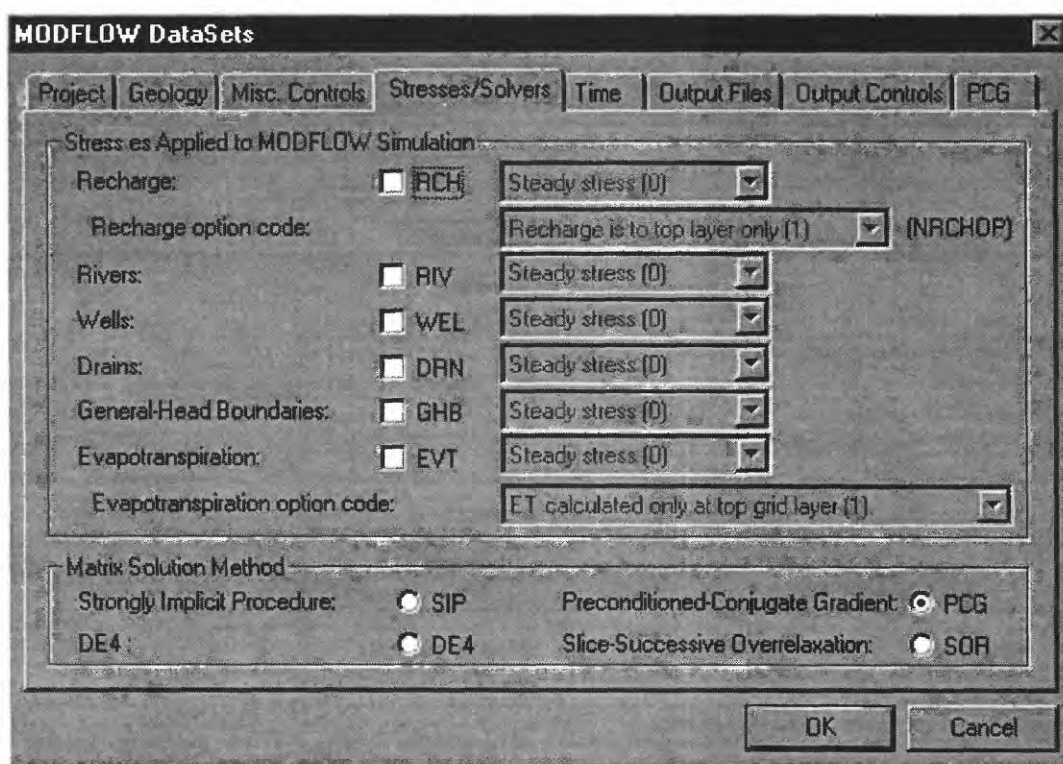 MODFLOW DataSets
Project Geology Misc. Controls Stresses/Solvers Time Output Files Output Controls PCG
Stresses Applied to MODFLOW Simulation
Recharge: RCH Steady stress (0)
Recharge option code: Recharge is to top layer only (1) (NRCHOP)
Rivers: RIV Steady stress (0)
Wells: WEL Steady stress (0)
Drains: DRN Steady stress (0)
General-Head Boundaries: GHB Steady stress (0)
Evapotranspiration: EVT Steady stress (0)
Evapotranspiration option code: ET calculated only at top grid layer (1)
Matrix Solution Method
Strongly Implicit Procedure: SIP Preconditioned-Conjugate Gradient: PCG
DE4 : DE4 Slice-Successive Overrelaxation: SOR
OK Cancel